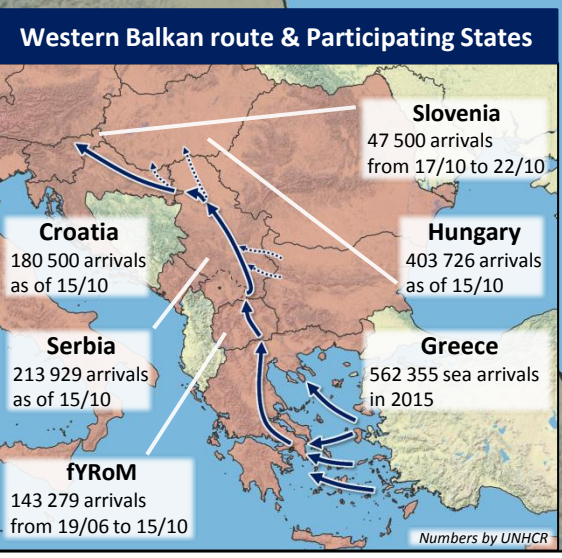 Western Balkan route & Participating States
Slovenia
47 500 arrivals
from 17/10 to 22/10
Croatia
180 500 arrivals
as of 15/10
Hungary
403 726 arrivals
as of 15/10
Serbia
213 929 arrivals
as of 15/10
Greece
562 355 sea arrivals
in 2015
fYRoM
143 279 arrivals
from 19/06 to 15/10
Numbers by UNHCR